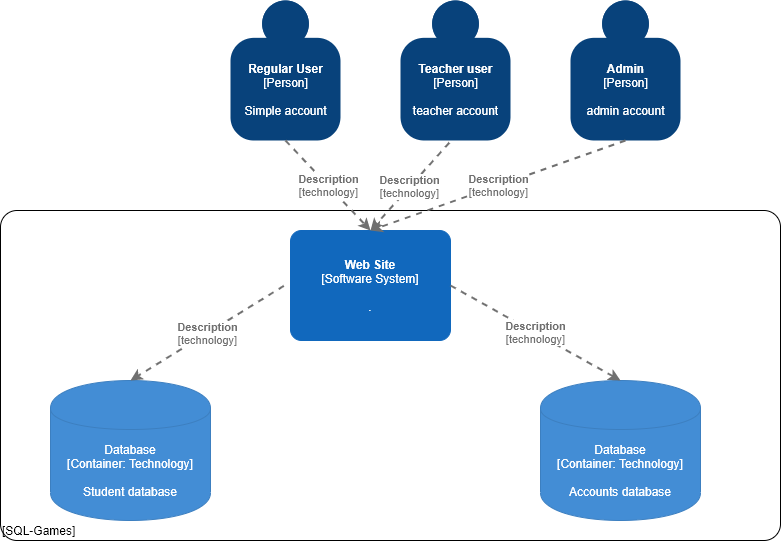 Regular User
[Person]
Simple account
Teacher user
[Person]
teacher account
Admin
[Person]
admin account
Description
[technology]
Description
[technology]
Description
[technology]
Web Site
[Software System]
.
Description
[technology]
Description
[technology]
Database
[Container: Technology]
Student database
Database
[Container: Technology]
Accounts database
[SQL-Games]